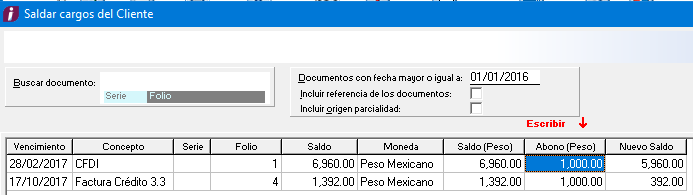 Saldar cargos del Cliente
Buscar documento:
Serie Folio
Documentos con fecha mayor o igual a: 01/01/2016
Incluir referencia de los documentos:
Incluir origen parcialidad:
Escribir
Vencimiento Concepto Serie Folio Saldo Moneda Saldo (Peso) Abono (Peso) Nuevo Saldo
28/02/2017 CFDI 1 6,960.00 Peso Mexicano 6,960.00 1,000.00 5,960.00
17/10/2017 Factura Crédito 3.3 4 1,392.00 Peso Mexicano 1,392.00 1,000.00 392.00